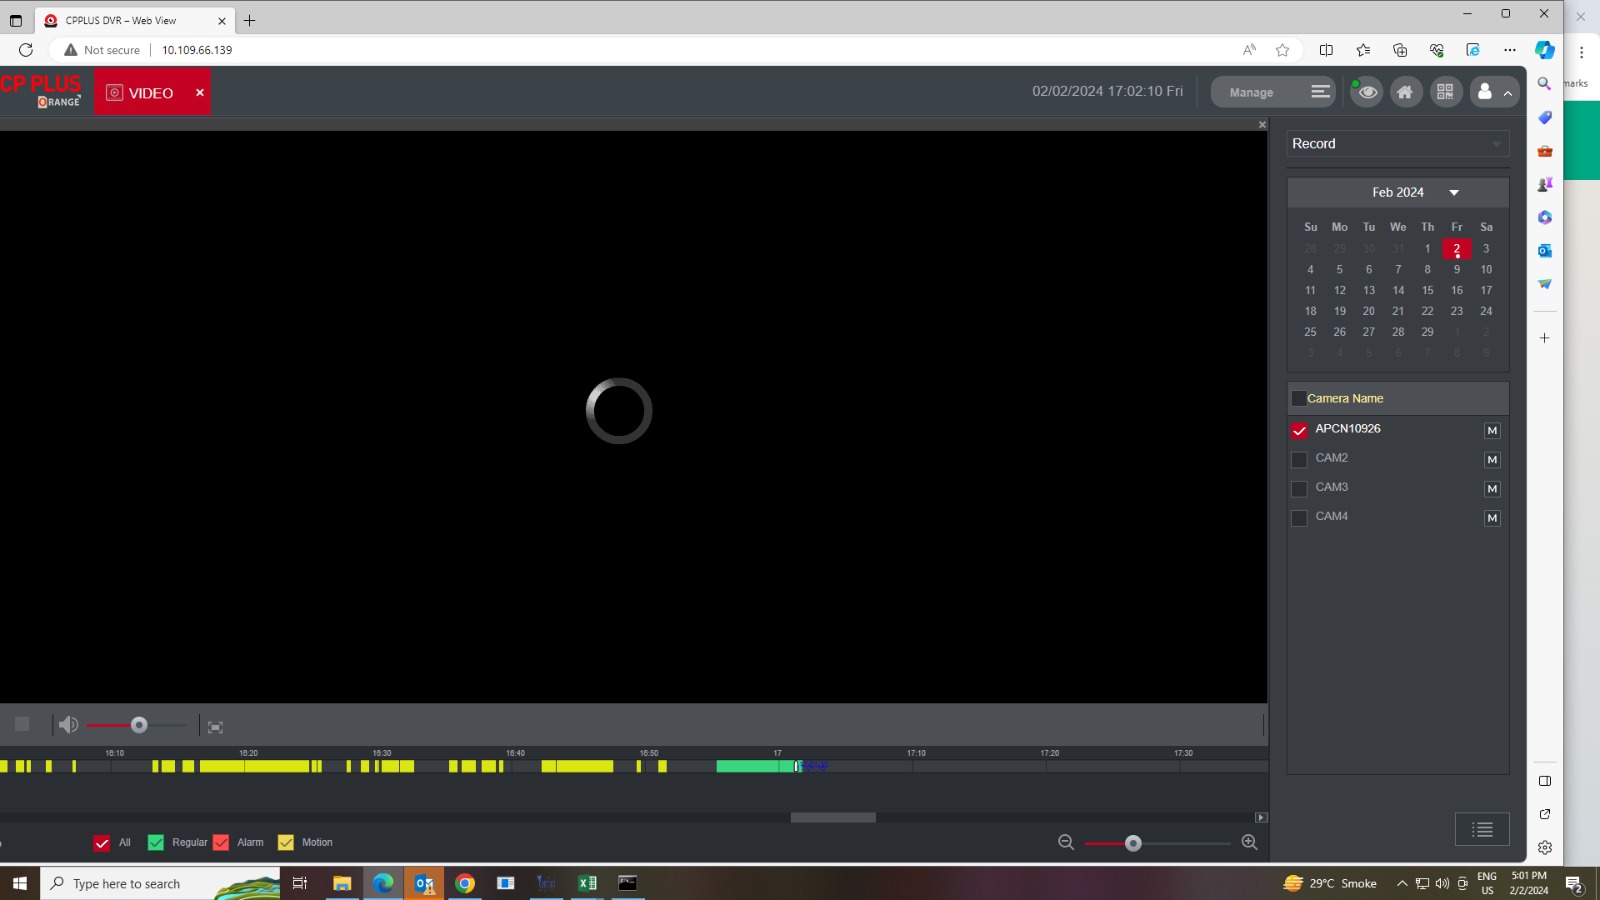 CPPLUS DVR – Web View
Not secure
10.109.66.139
marks
CP PLUS
ORANGE
VIDEO
02/02/2024 17:02:10 Fri
Manage
Record
Feb 2024
Su Mo Tu We Th Fr Sa
28 29 30 31 1 2 3
4 5 6 7 8 9 10
11 12 13 14 15 16 17
18 19 20 21 22 23 24
25 26 27 28 29 1 2
3 4 5 6 7 8 9
Camera Name
APCN10926 M
CAM2 M
CAM3 M
CAM4 M
16:10 16:20 16:30 16:40 16:50 17 17:10 17:20 17:30
All Regular Alarm Motion
Type here to search
29°C Smoke
ENG
US
5:01 PM
2/2/2024
2